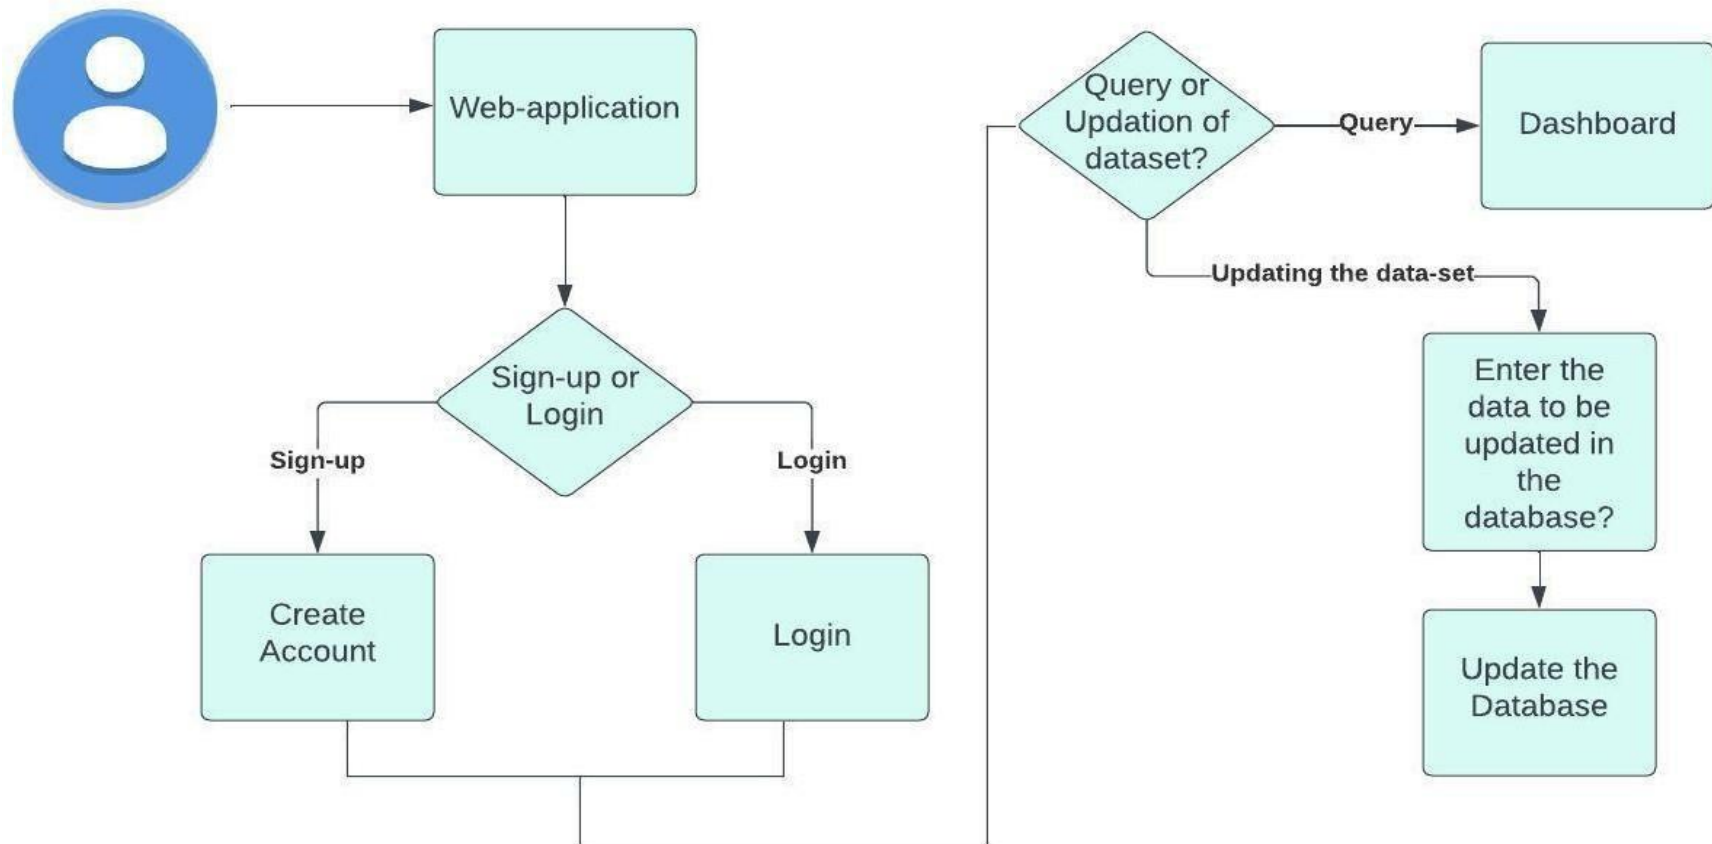 Web-application
Sign-up or
Login
Sign-up
Login
Create
Account
Login
Query or
Updation of
dataset?
Query
Dashboard
Updating the data-set
Enter the
data to be
updated in
the
database?
Update the
Database